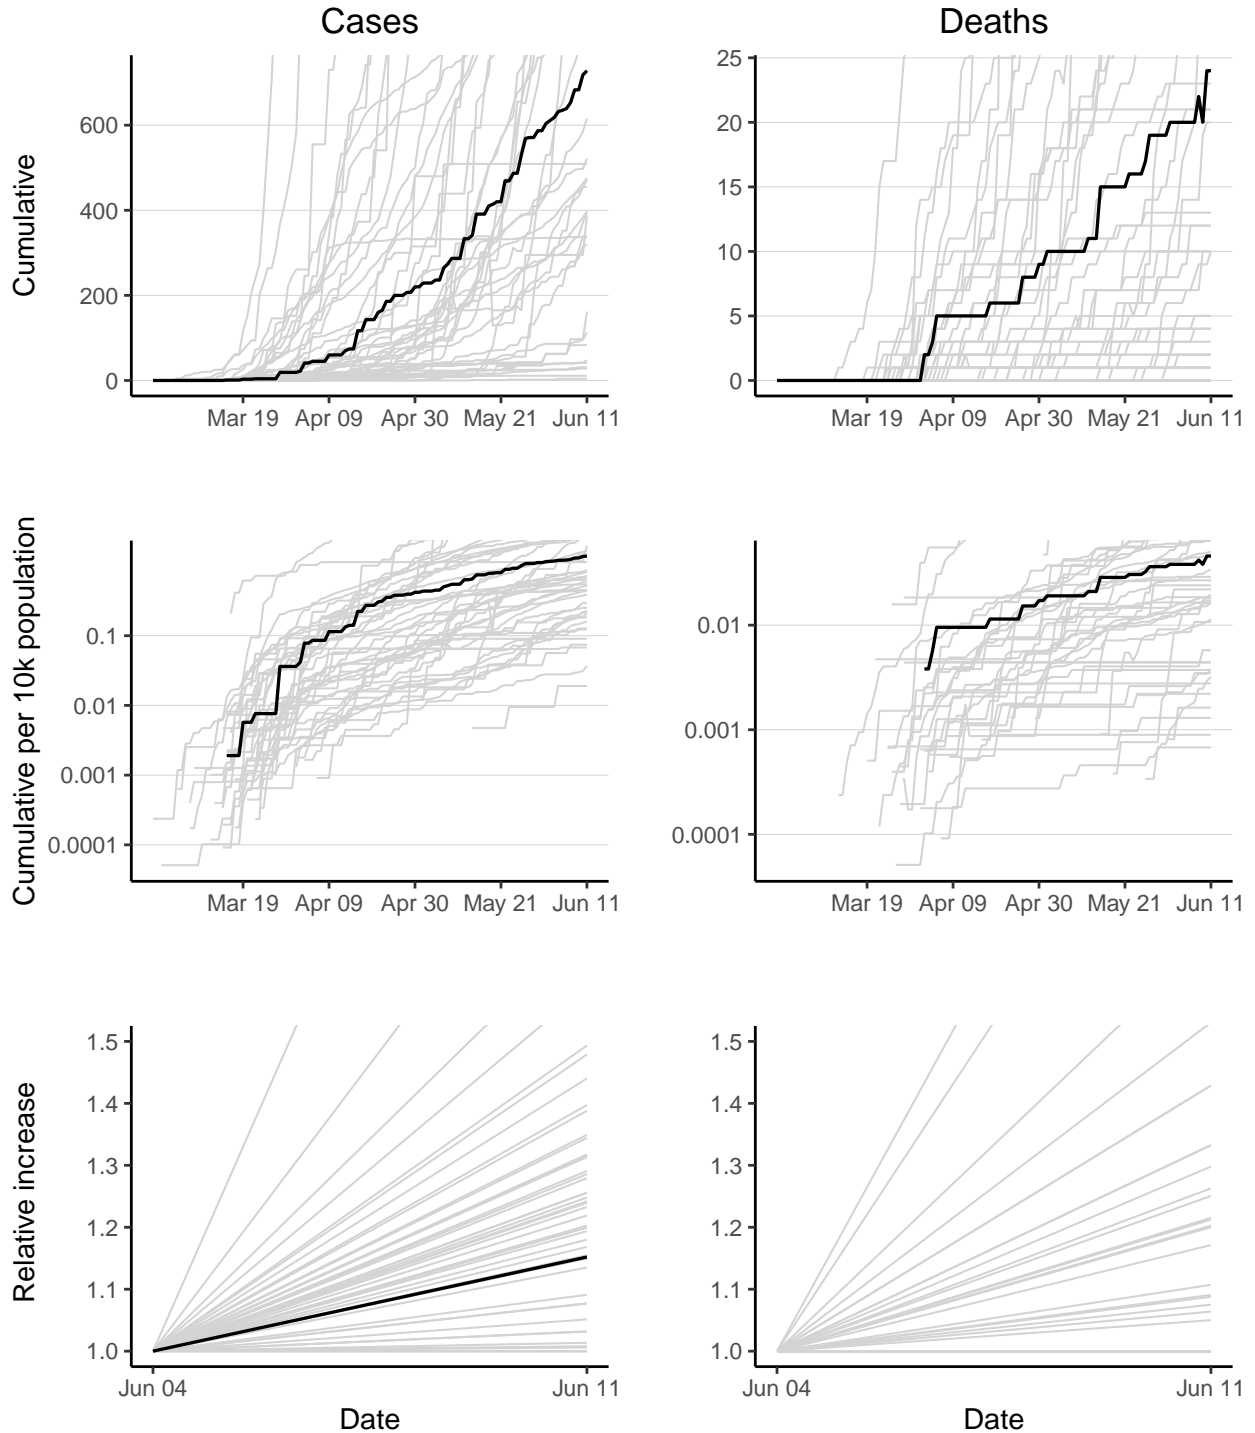 Cases
Deaths
Cumulative
600
400
200
0
Mar 19 Apr 09 Apr 30 May 21 Jun 11
25
20
15
10
5
0
Mar 19 Apr 09 Apr 30 May 21 Jun 11
Cumulative per 10k population
0.1
0.01
0.001
0.0001
Mar 19 Apr 09 Apr 30 May 21 Jun 11
0.01
0.001
0.0001
Mar 19 Apr 09 Apr 30 May 21 Jun 11
Relative increase
1.5
1.4
1.3
1.2
1.1
1.0
Jun 04 Jun 11
Date
1.5
1.4
1.3
1.2
1.1
1.0
Jun 04 Jun 11
Date